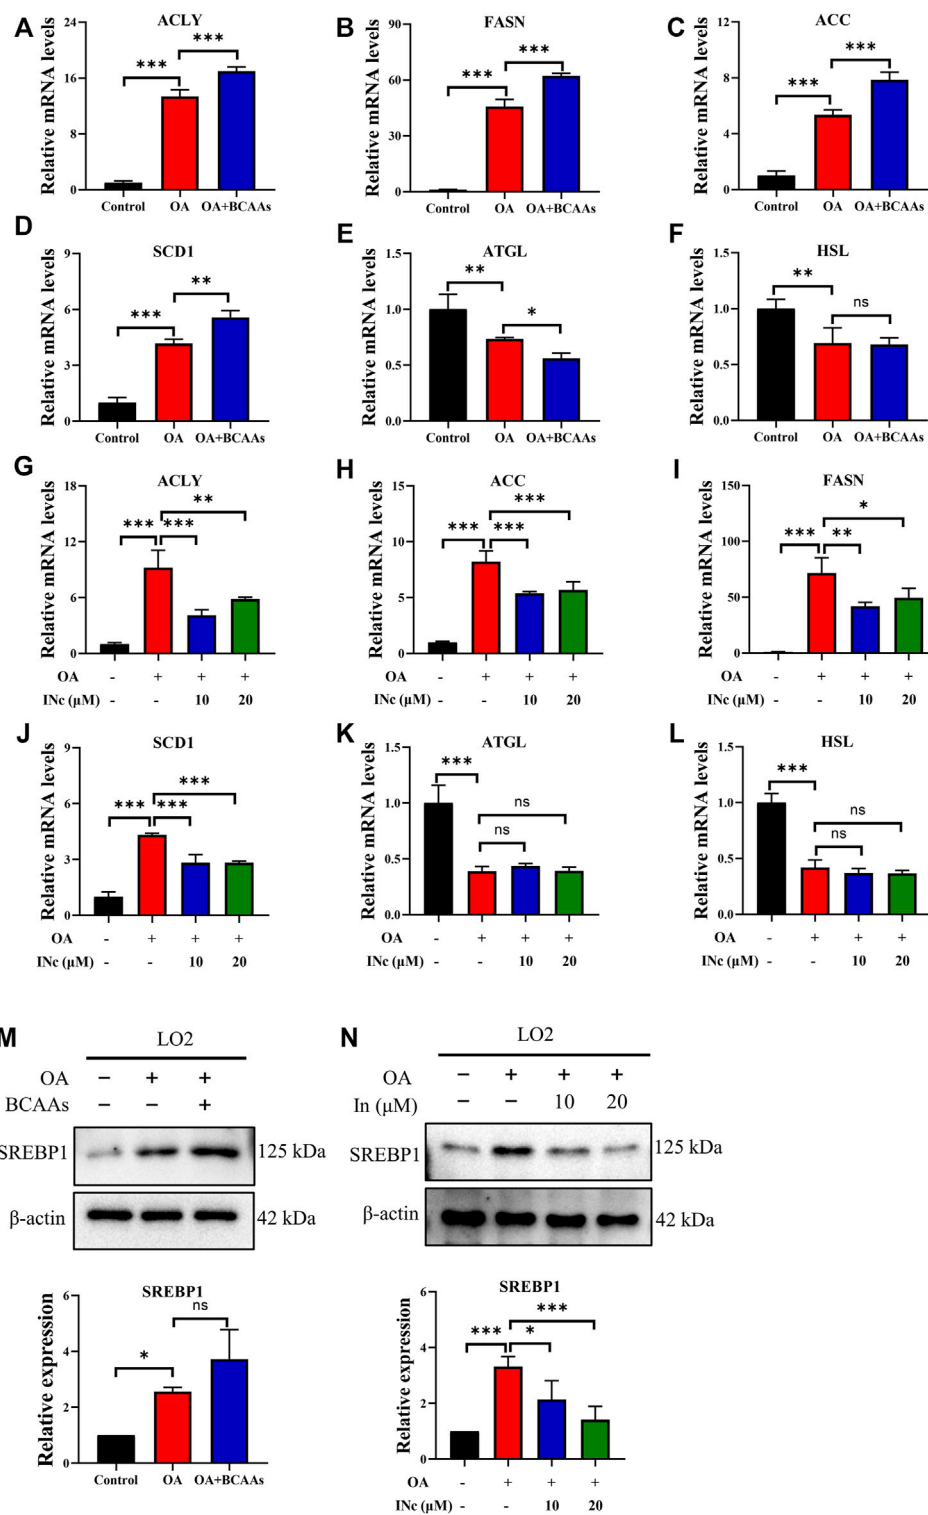 A
ACLY
Relative mRNA levels
24
16
8
0
***
***
Control
OA
OA+BCAAs
B
FASN
Relative mRNA levels
90
60
30
0
***
***
Control
OA
OA+BCAAs
C
ACC
Relative mRNA levels
12
8
4
0
***
***
Control
OA
OA+BCAAs
D
SCD1
Relative mRNA levels
9
6
3
0
***
**
Control
OA
OA+BCAAs
E
ATGL
Relative mRNA levels
1.5
1.0
0.5
0.0
**
*
Control
OA
OA+BCAAs
F
HSL
Relative mRNA levels
1.5
1.0
0.5
0.0
**
ns
Control
OA
OA+BCAAs
G
ACLY
Relative mRNA levels
18
12
6
0
**
*** ***
OA - + + +
INc (μM) - - 10 20
H
ACC
Relative mRNA levels
15
10
5
0
***
*** ***
- + + +
- - 10 20
I
FASN
Relative mRNA levels
150
100
50
0
*
*** **
OA - + + +
INc (μM) - - 10 20
J
SCD1
Relative mRNA levels
9
6
3
0
***
*** ***
OA - + + +
INc (μM) - - 10 20
K
ATGL
Relative mRNA levels
1.5
1.0
0.5
0.0
***
ns
ns
OA - + + +
INc (μM) - - 10 20
L
HSL
Relative mRNA levels
1.5
1.0
0.5
0.0
***
ns
ns
OA - + + +
INc (μM) - - 10 20
M
LO2
OA − + +
BCAAs − − +
SREBP1 125 kDa
β-actin 42 kDa
SREBP1
Relative expression
6
4
2
0
*
ns
Control
OA
OA+BCAAs
N
LO2
OA − + + +
In (μM) − − 10 20
SREBP1 125 kDa
β-actin 42 kDa
SREBP1
Relative expression
6
4
2
0
***
*** *
OA - + + +
INc (μM) - - 10 20